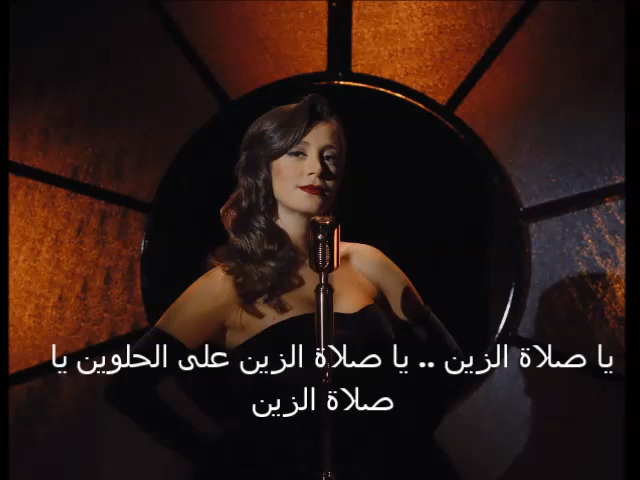 يا صلاة الزين .. يا صلاة الزين على الحلوين يا
صلاة الزين